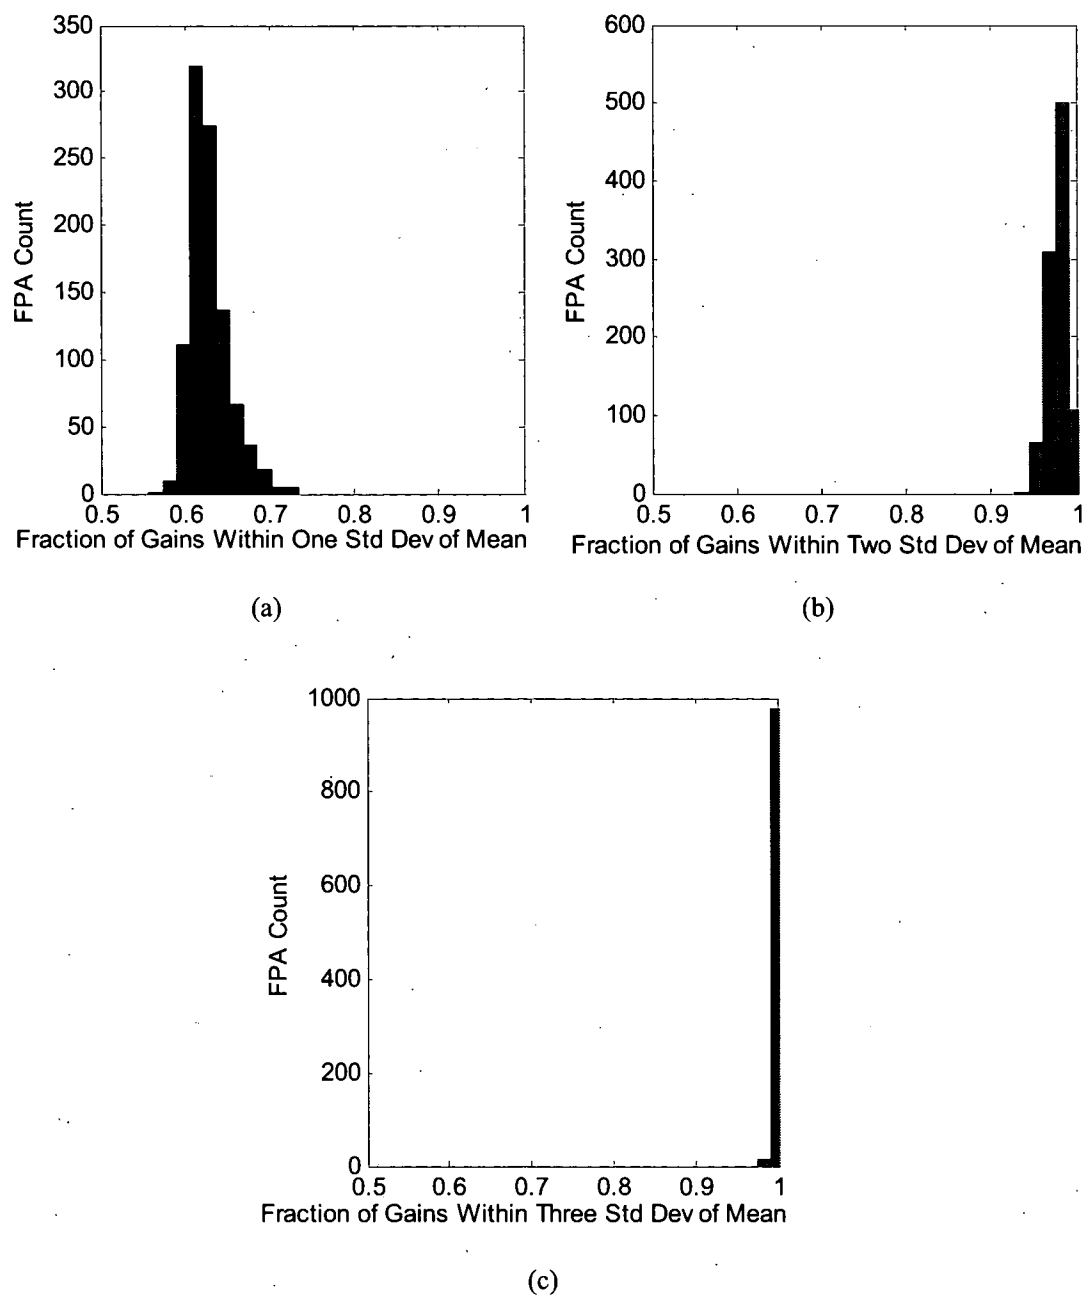 350
300
250
200
150
100
50
0
FPA Count
0.5 0.6 0.7 0.8 0.9 1
Fraction of Gains Within One Std Dev of Mean
(a)
600
500
400
300
200
100
0
FPA Count
0.5 0.6 0.7 0.8 0.9 1
Fraction of Gains Within Two Std Dev of Mean
(b)
1000
800
600
400
200
0
FPA Count
0.5 0.6 0.7 0.8 0.9 1
Fraction of Gains Within Three Std Dev of Mean
(c)